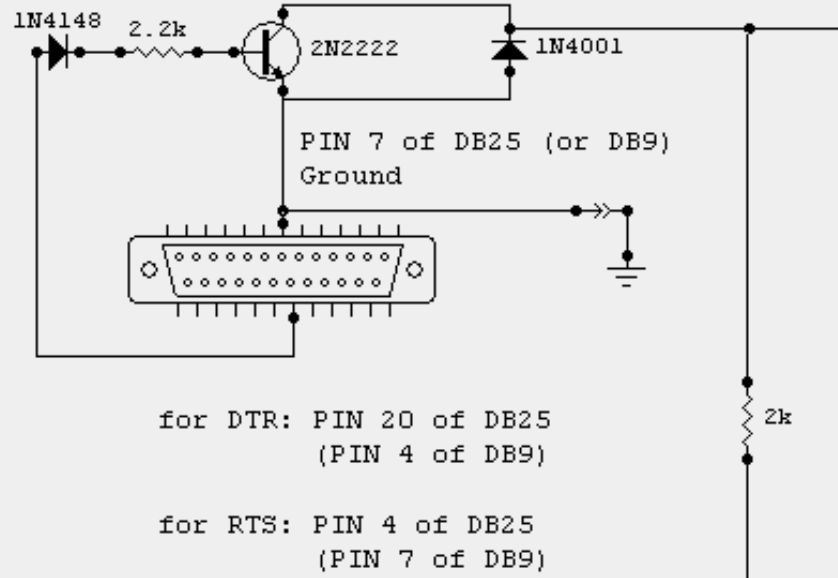 1N4148
2.2k
2N2222
1N4001
PIN 7 of DB25 (or DB9)
Ground
for DTR: PIN 20 of DB25
(PIN 4 of DB9)
2k
for RTS: PIN 4 of DB25
(PIN 7 of DB9)